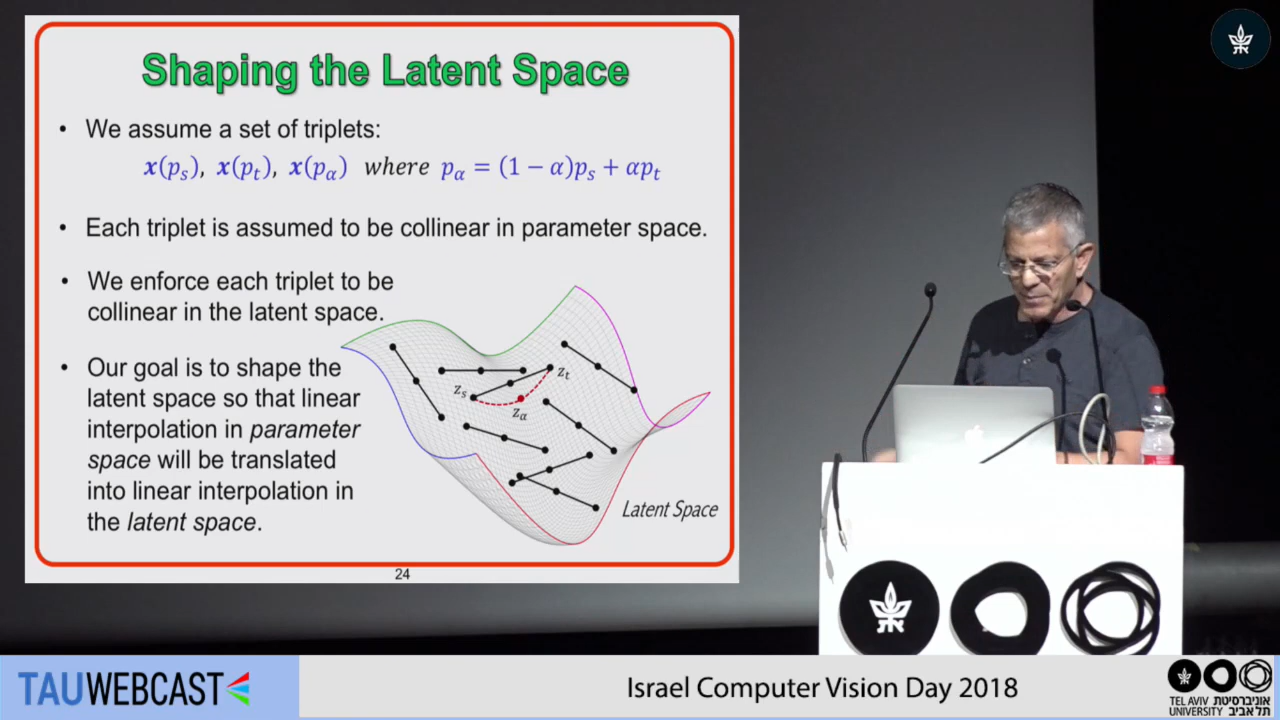 Shaping the Latent Space
• We assume a set of triplets:
x(pₛ), x(pₜ), x(p_α) where p_α = (1 − α)pₛ + αpₜ
• Each triplet is assumed to be collinear in parameter space.
• We enforce each triplet to be
collinear in the latent space.
• Our goal is to shape the
latent space so that linear
interpolation in parameter
space will be translated
into linear interpolation in
the latent space.
zₛ
zₜ
z_α
Latent Space
24
TAUWEBCAST
Israel Computer Vision Day 2018
TEL AVIV אוניברסיטת
UNIVERSITY תל אביב